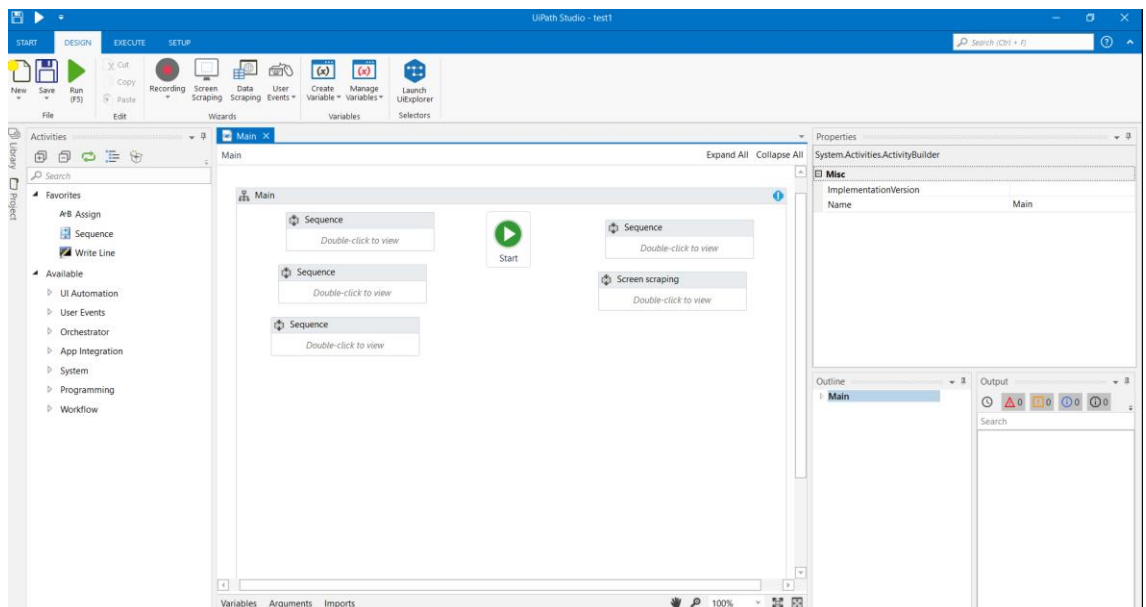 UiPath Studio - test1
START DESIGN EXECUTE SETUP
Search (Ctrl + F)
New Save Run (F5)
Cut
Copy
Paste
Recording Screen Scraping Data Scraping User Events
Create Variable Manage Variables
Launch UiExplorer
File Edit Wizards Variables Selectors
Library
Project
Activities
Search
Favorites
A+B Assign
Sequence
Write Line
Available
UI Automation
User Events
Orchestrator
App Integration
System
Programming
Workflow
Main
Main Expand All Collapse All
Main
Sequence
Double-click to view
Sequence
Double-click to view
Sequence
Double-click to view
Start
Sequence
Double-click to view
Screen scraping
Double-click to view
Variables Arguments Imports 100%
Properties
System.Activities.ActivityBuilder
Misc
ImplementationVersion
Name Main
Outline
Main
Output
0 0 0 0
Search